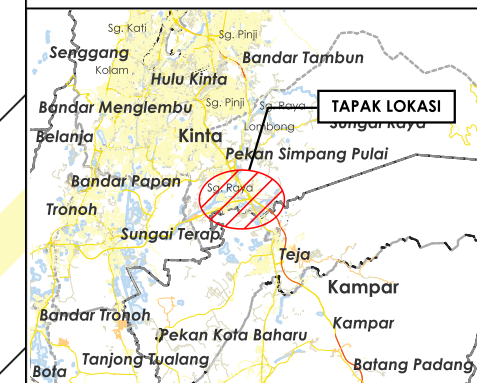 Sg. Kati
Sg. Pinji
Senggang
Bandar Tambun
Kolam
Hulu Kinta
Bandar Menglembu
Sg. Pinji
Sg. Raya
TAPAK LOKASI
Belanja
Kinta
Lombong
Sungai Raya
Pekan Simpang Pulai
Bandar Papan
Sg. Raya
Tronoh
Sungai Terap
Teja
Kampar
Bandar Tronoh
Kampar
Pekan Kota Baharu
Tanjong Tualang
Batang Padang
Bota